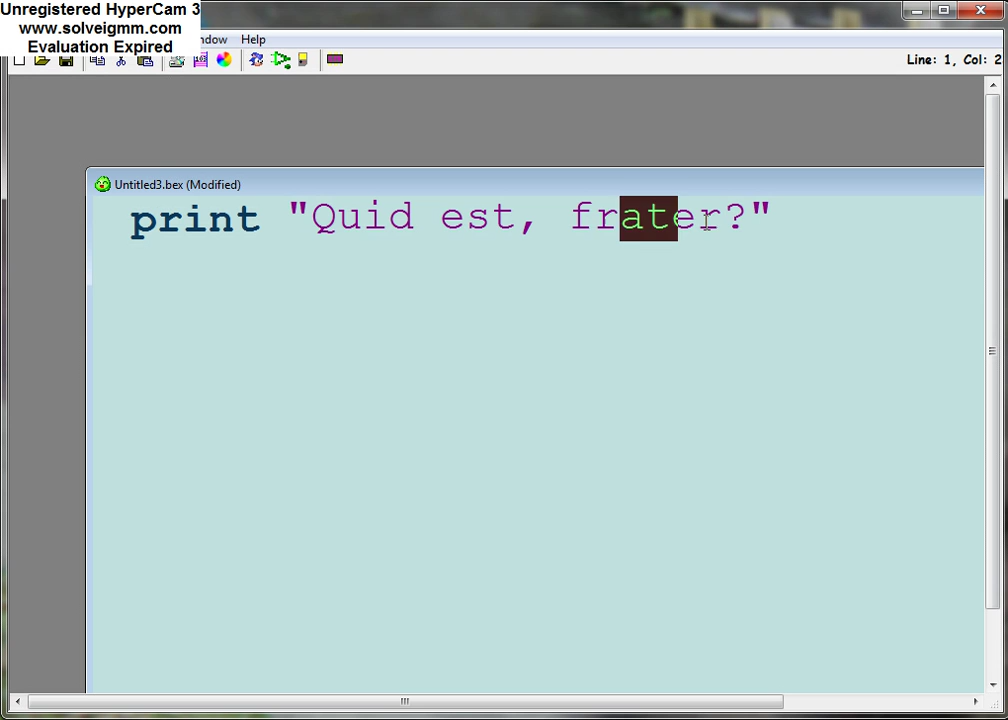 Unregistered HyperCam 3
www.solveigmm.com
Evaluation Expired
ndow Help
Line: 1, Col: 2
Untitled3.bex (Modified)
print "Quid est, frater?"